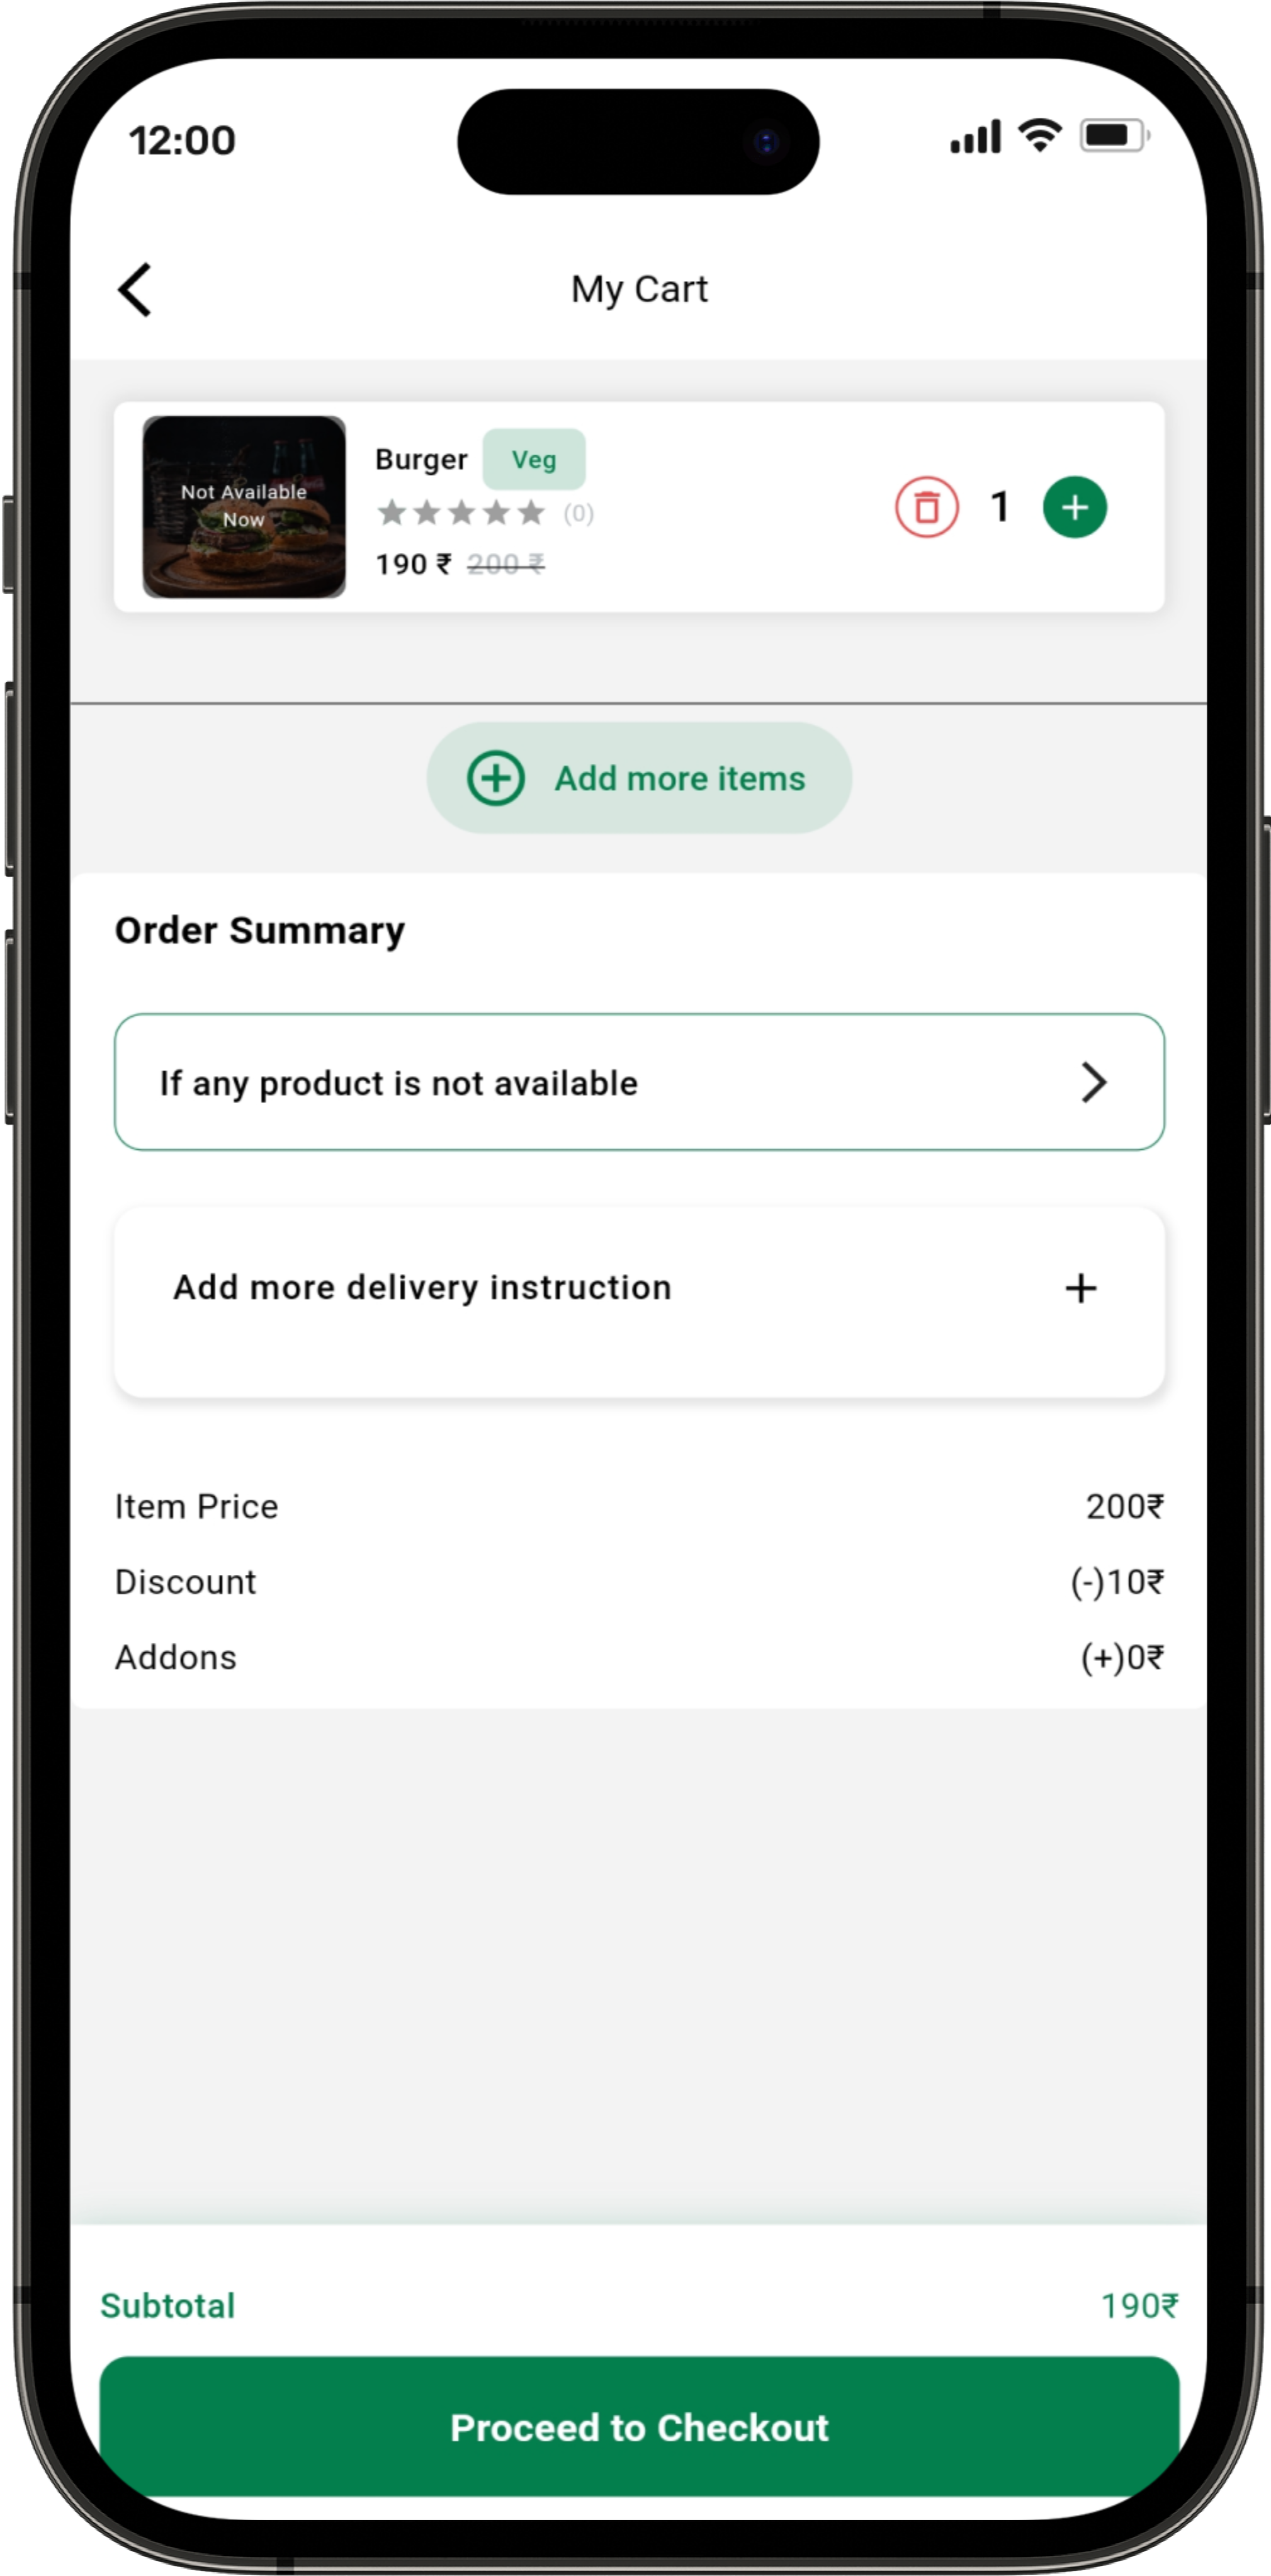 12:00
My Cart
Not Available
Now
Burger Veg
(0)
190 ₹ 200 ₹
1
Add more items
Order Summary
If any product is not available
Add more delivery instruction
Item Price 200₹
Discount (-)10₹
Addons (+)0₹
Subtotal 190₹
Proceed to Checkout